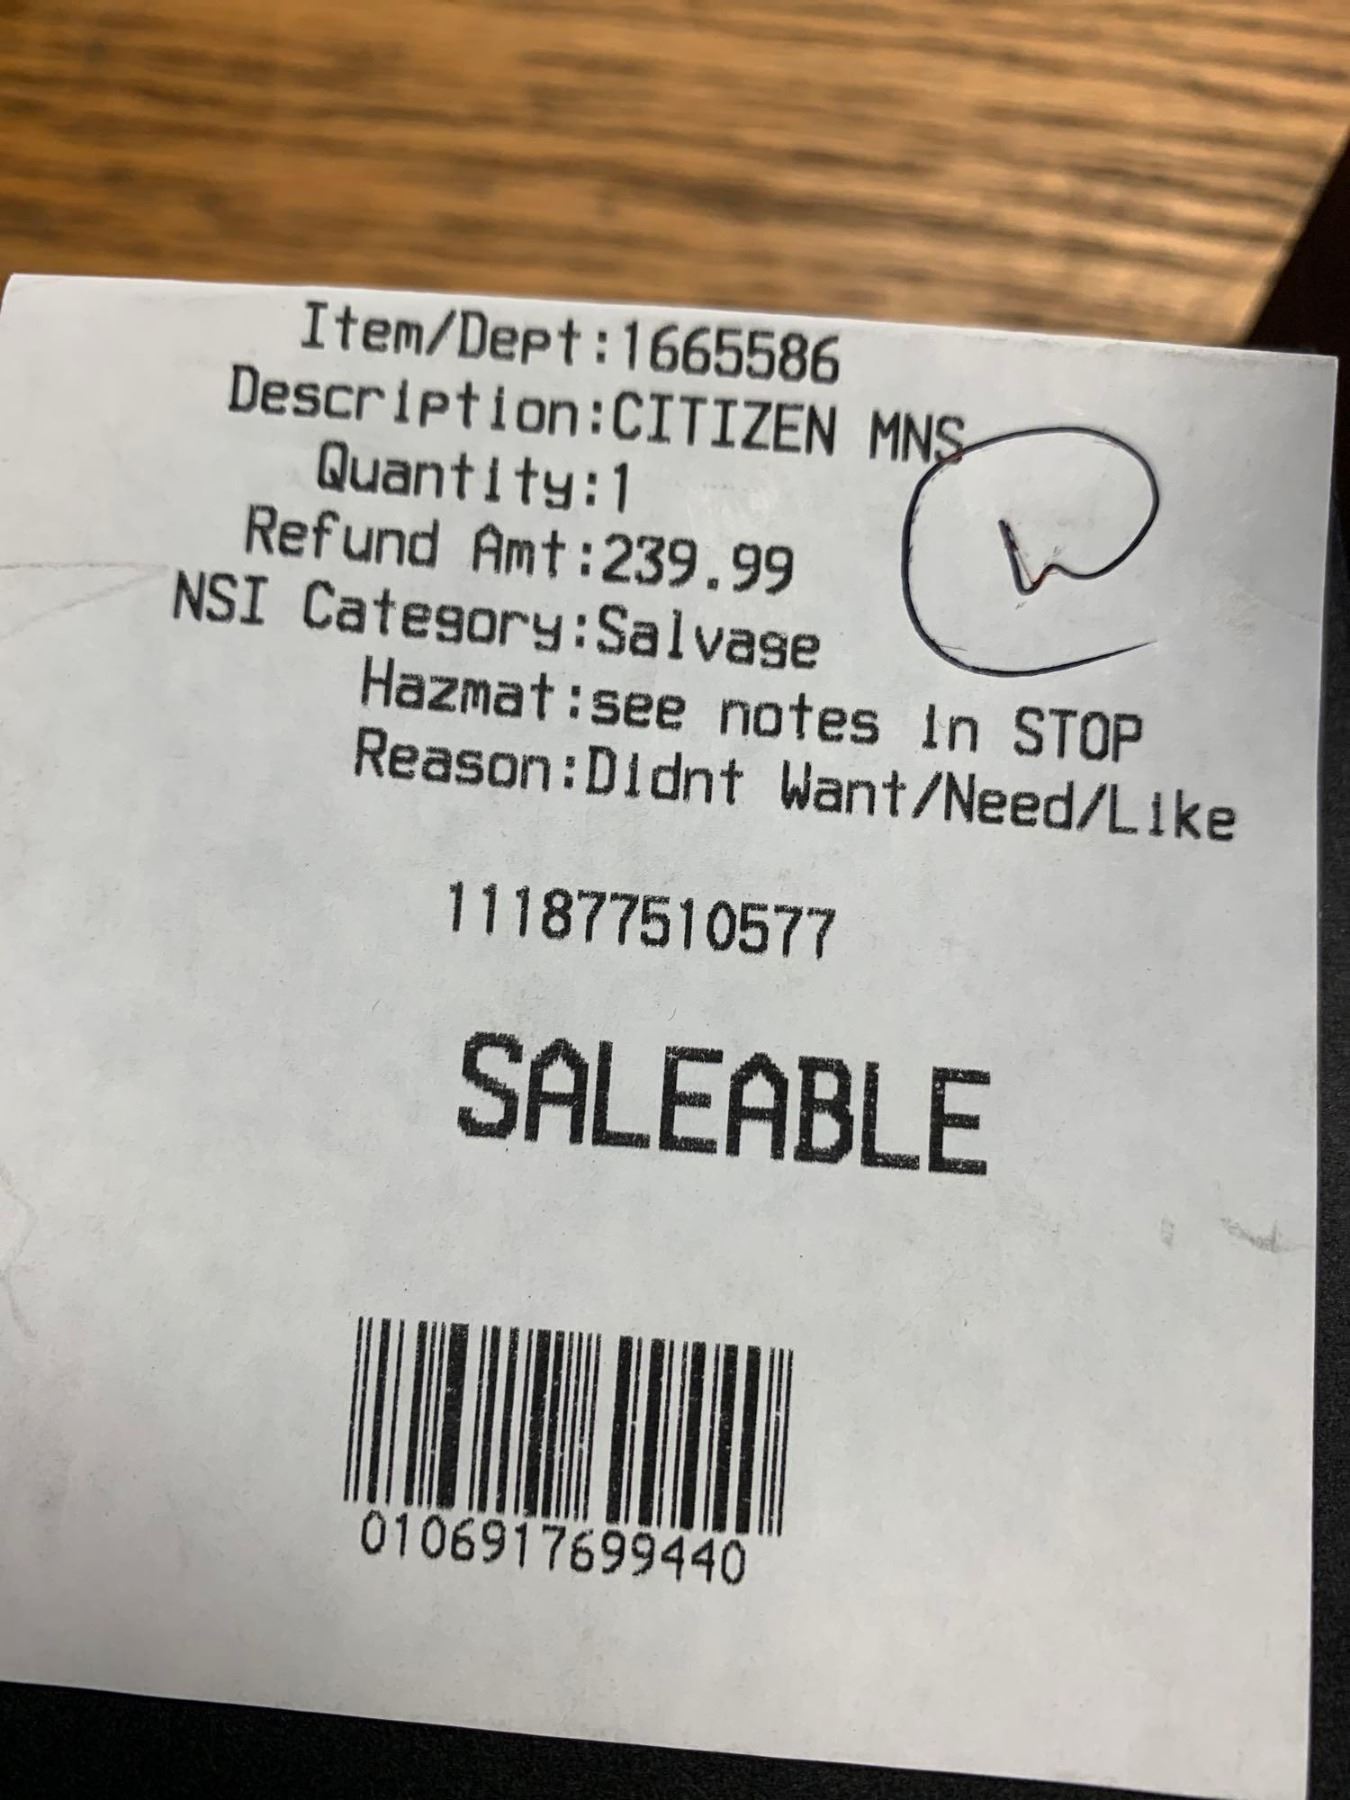 Item/Dept:1665586
Description:CITIZEN MNS
Quantity:1
Refund Amt:239.99
NSI Category:Salvage
Hazmat:see notes in STOP
Reason:Didnt Want/Need/Like
111877510577
SALEABLE
0106917699440